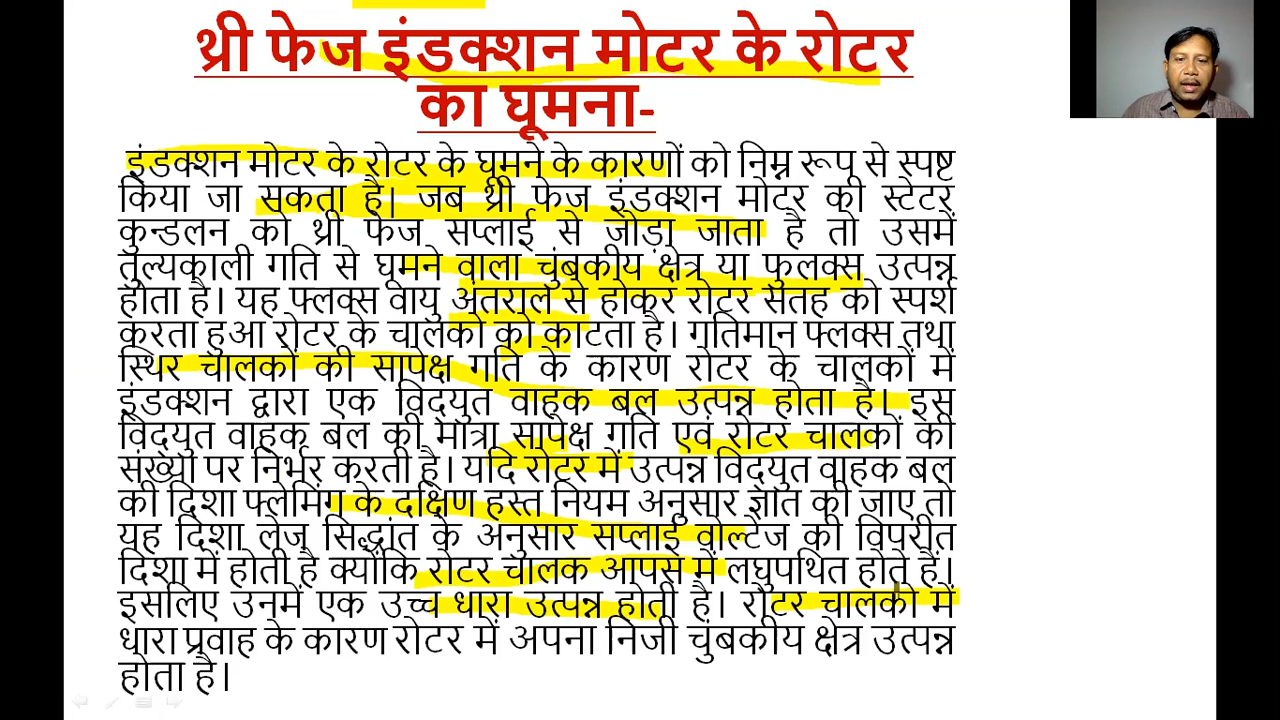 थ्री फेज इंडक्शन मोटर के रोटर
का घूमना-
इंडक्शन मोटर के रोटर के घूमने के कारणों को निम्न रूप से स्पष्ट
किया जा सकता है। जब थ्री फेज इंडक्शन मोटर की स्टेटर
कुन्डलन को थ्री फेज सप्लाई से जोड़ा जाता है तो उसमें
तुल्यकाली गति से घूमने वाला चुंबकीय क्षेत्र या फुलक्स उत्पन्न
होता है। यह फ्लक्स वायु अंतराल से होकर रोटर सतह को स्पर्श
करता हुआ रोटर के चालको को काटता है। गतिमान फ्लक्स तथा
स्थिर चालकों की सापेक्ष गति के कारण रोटर के चालकों में
इंडक्शन द्वारा एक विद्युत वाहक बल उत्पन्न होता है। इस
विद्युत वाहक बल की मात्रा सापेक्ष गति एवं रोटर चालकों की
संख्या पर निर्भर करती है। यदि रोटर में उत्पन्न विद्युत वाहक बल
की दिशा फ्लेमिंग के दक्षिण हस्त नियम अनुसार ज्ञात की जाए तो
यह दिशा लेंज सिद्धांत के अनुसार सप्लाई वोल्टेज की विपरीत
दिशा में होती है क्योंकि रोटर चालक आपस में लघुपथित होते हैं।
इसलिए उनमें एक उच्च धारा उत्पन्न होती है। रोटर चालको में
धारा प्रवाह के कारण रोटर में अपना निजी चुंबकीय क्षेत्र उत्पन्न
होता है।